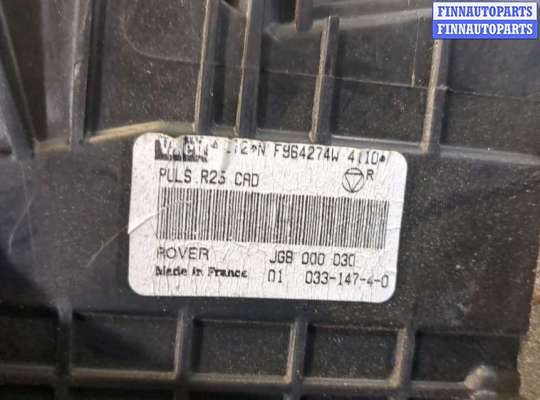 FINNAUTOPARTS
FINNAUTOPARTS
F964274W 4110*
PULS.R25 CAD
R
ROVER JGB 000 030
Made in France 01 033-147-4-0